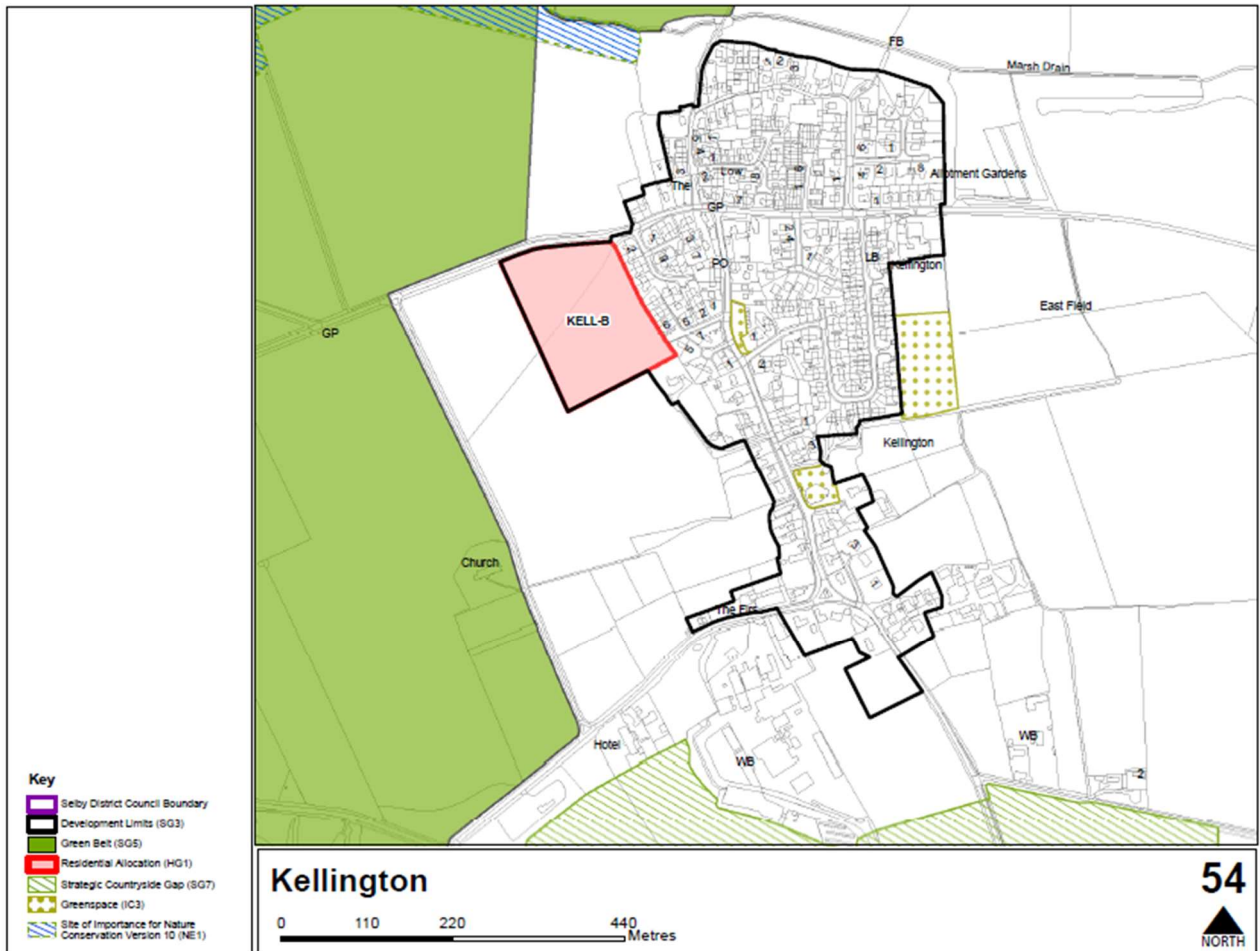 FB
Marsh Drain
Allotment Gardens
Low
The
GP
PO
LB
Kellington
East Field
KELL-B
GP
Kellington
Church
The Firs
Hotel
WB
WB
2
Key
Selby District Council Boundary
Development Limits (SG3)
Green Belt (SG5)
Residential Allocation (HG1)
Strategic Countryside Gap (SG7)
Greenspace (IC3)
Site of Importance for Nature
Conservation Version 10 (NE1)
Kellington
0 110 220 440
Metres
54
NORTH